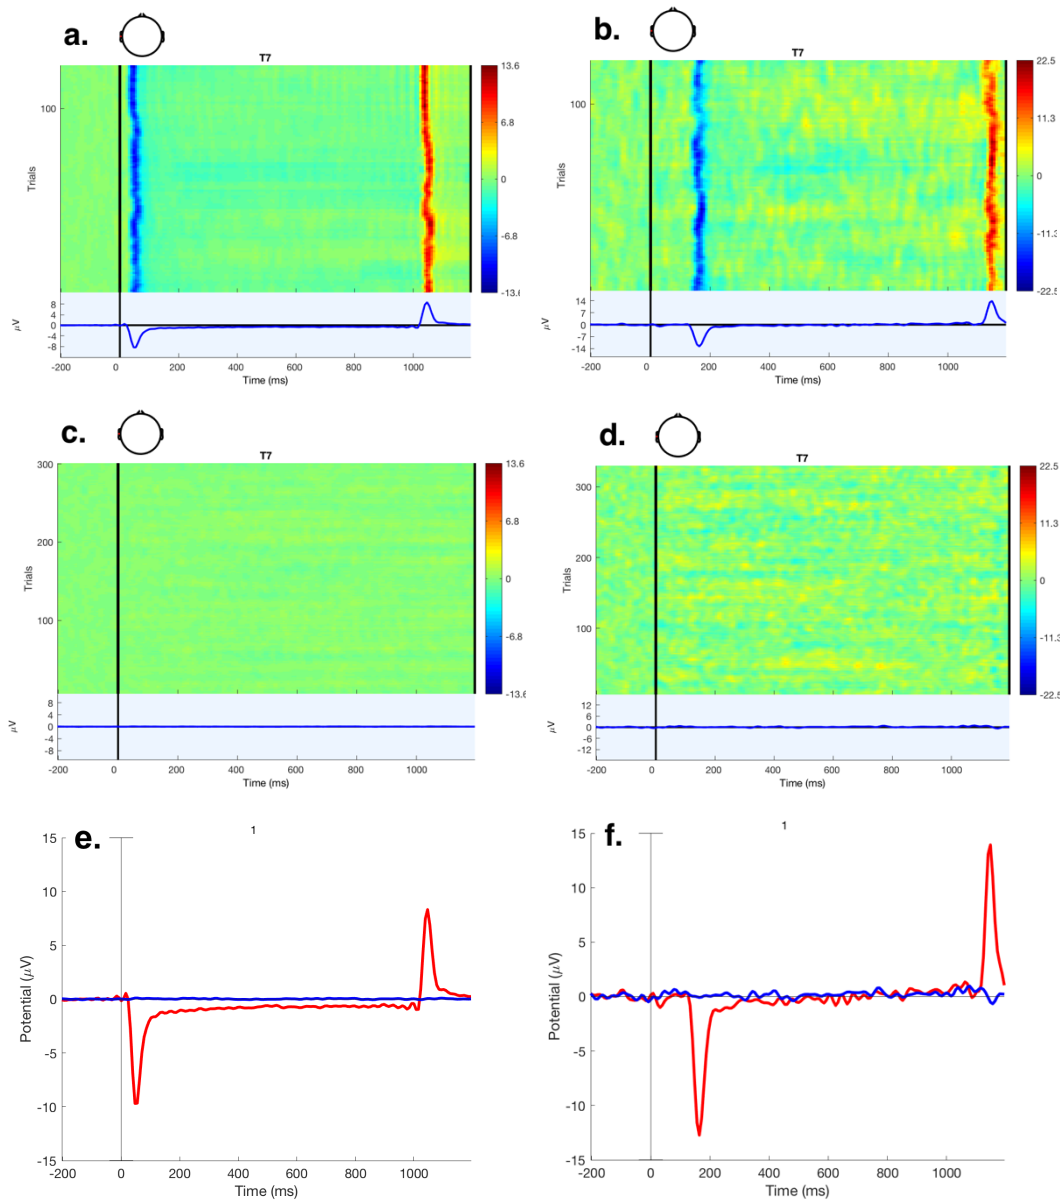 a.
T7
100
Trials
13.6
6.8
0
-6.8
-13.6
8
4
0
-4
-8
μV
-200 0 200 400 600 800 1000
Time (ms)
b.
T7
100
Trials
22.5
11.3
0
-11.3
-22.5
14
7
0
-7
-14
μV
-200 0 200 400 600 800 1000
Time (ms)
c.
T7
300
200
100
Trials
13.6
6.8
0
-6.8
-13.6
8
4
0
-4
-8
μV
-200 0 200 400 600 800 1000
Time (ms)
d.
T7
300
200
100
Trials
22.5
11.3
0
-11.3
-22.5
12
6
0
-6
-12
μV
-200 0 200 400 600 800 1000
Time (ms)
e.
1
15
10
5
0
-5
-10
-15
Potential (μV)
-200 0 200 400 600 800 1000
Time (ms)
f.
1
15
10
5
0
-5
-10
-15
Potential (μV)
-200 0 200 400 600 800 1000
Time (ms)